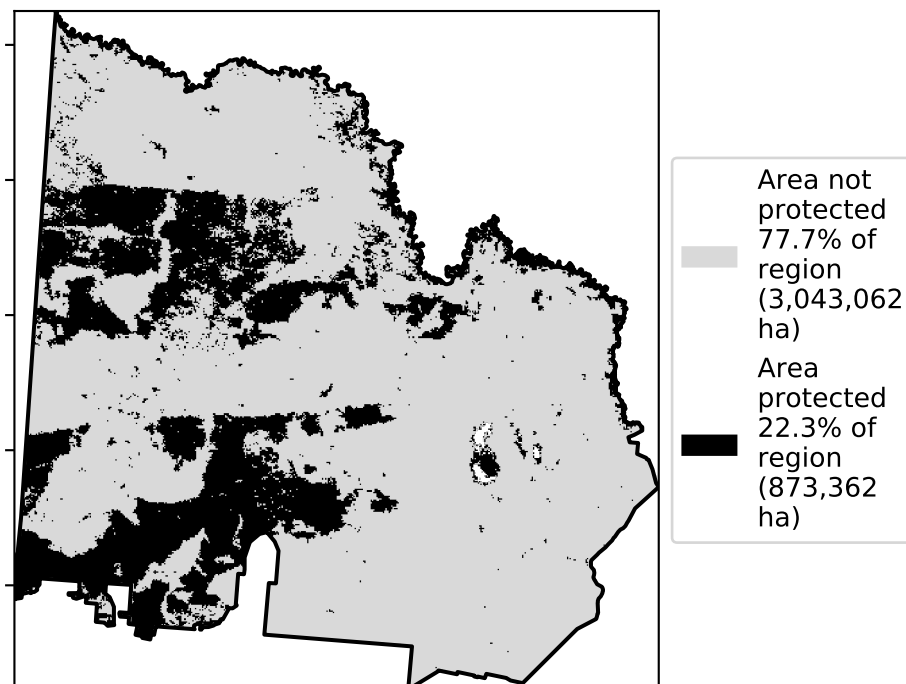 Area not
protected
77.7% of
region
(3,043,062
ha)
Area
protected
22.3% of
region
(873,362
ha)